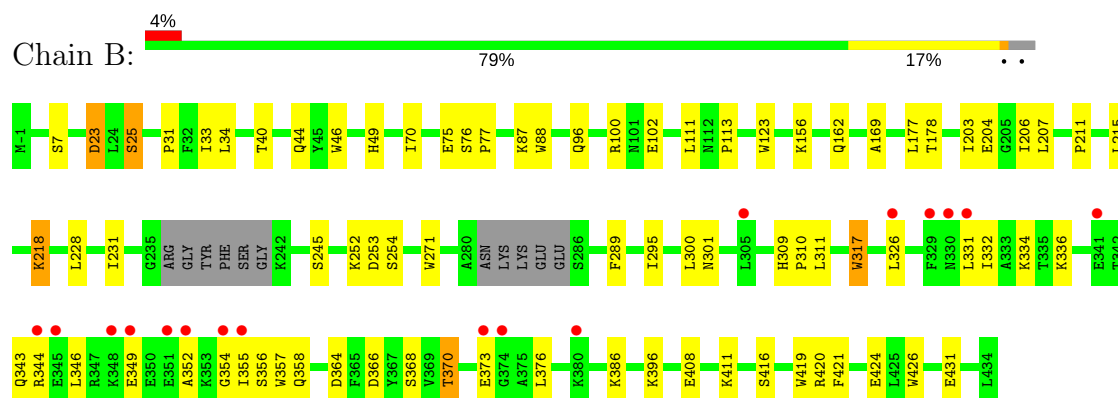 4%
Chain B:
79% 17% • •
M-1 S7 D23 L24 S25 P31 F32 I33 L34 T40 Q44 Y45 W46 H49 I70 E75 S76 P77 K87 W88 Q96 R100 N101 E102 L111 N112 P113 W123 K156 Q162 A169 L177 T178 I203 E204 G205 I206 L207 P211 L215
K218 L228 I231 G235 ARG GLY TYR PHE SER GLY K242 S245 K252 D253 S254 W271 A280 ASN LYS LYS GLU GLU S286 F289 I295 L300 N301 L305 H309 P310 L311 W317 L326 F329 N330 L331 I332 A333 K334 T335 K336 E341 T342
Q343 R344 E345 L346 R347 K348 E349 E350 E351 A352 K353 G354 I355 S356 W357 Q358 D364 F365 D366 Y367 S368 V369 T370 E373 G374 A375 L376 K380 K386 K396 E408 K411 S416 W419 R420 F421 E424 L425 W426 E431 L434